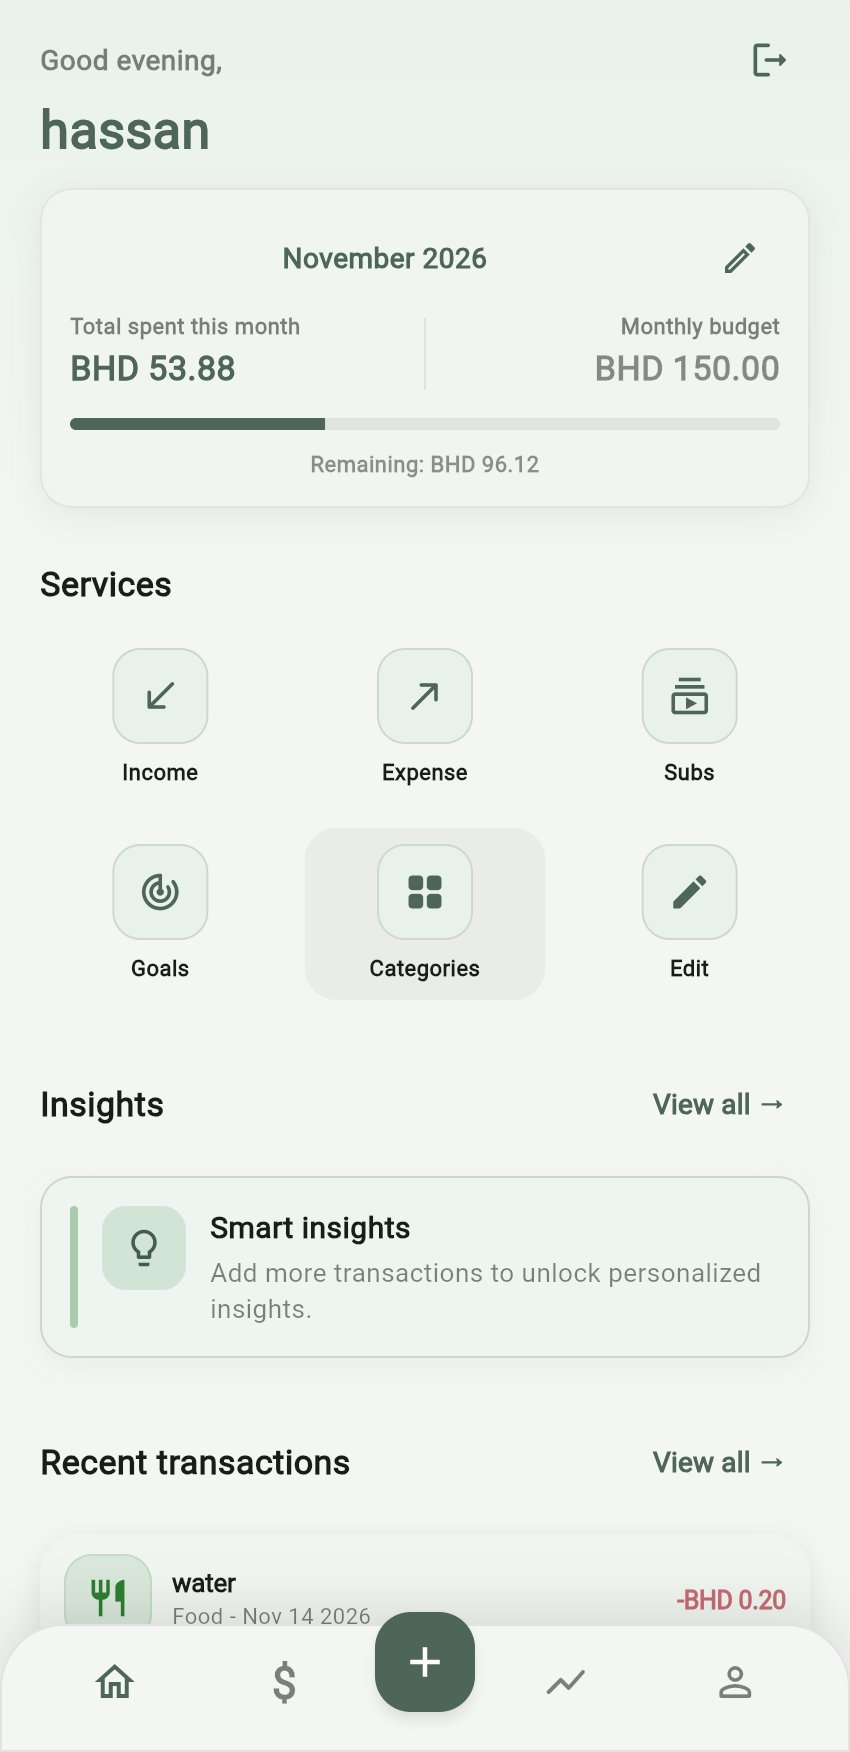 Good evening,
hassan
November 2026
Total spent this month
Monthly budget
BHD 53.88
BHD 150.00
Remaining: BHD 96.12
Services
Income
Expense
Subs
Goals
Categories
Edit
Insights
View all →
Smart insights
Add more transactions to unlock personalized
insights.
Recent transactions
View all →
water
-BHD 0.20
Food - Nov 14 2026